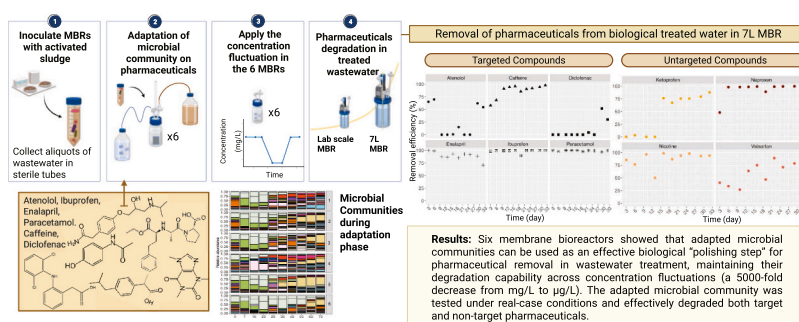 1
Inoculate MBRs
with activated
sludge
Collect aliquots of
wastewater in
sterile tubes
2
Adaptation of
microbial
community on
pharmaceuticals
x6
3
Apply the
concentration
fluctuation in
the 6 MBRs
x6
Concentration
(mg/L)
Time
4
Pharmaceuticals
degradation in
treated
wastewater
Lab scale
MBR
7L
MBR
Atenolol, Ibuprofen,
Enalapril,
Paracetamol.
Caffeine,
Diclofenac
Microbial
Communities
during
adaptation
phase
Removal of pharmaceuticals from biological treated water in 7L MBR
Targeted Compounds
Untargeted Compounds
Removal efficiency (%)
Atenolol
Caffeine
Diclofenac
Enalapril
Ibuprofen
Paracetamol
Time (day)
Ketoprofen
Naproxen
Nicotine
Valsartan
Time (day)
Results: Six membrane bioreactors showed that adapted microbial
communities can be used as an effective biological "polishing step" for
pharmaceutical removal in wastewater treatment, maintaining their
degradation capability across concentration fluctuations (a 5000-fold
decrease from mg/L to µg/L). The adapted microbial community was
tested under real-case conditions and effectively degraded both target
and non-target pharmaceuticals.